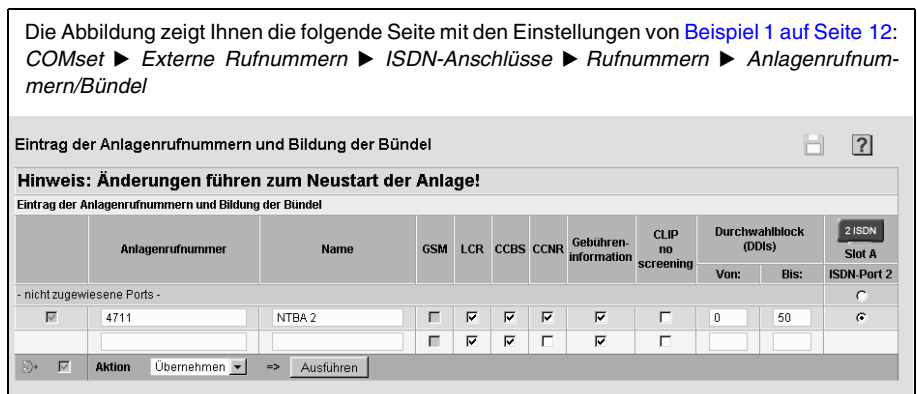 Die Abbildung zeigt Ihnen die folgende Seite mit den Einstellungen von Beispiel 1 auf Seite 12:
COMset ▶ Externe Rufnummern ▶ ISDN-Anschlüsse ▶ Rufnummern ▶ Anlagenrufnum-
mern/Bündel
Eintrag der Anlagenrufnummern und Bildung der Bündel ?
Hinweis: Änderungen führen zum Neustart der Anlage!
Eintrag der Anlagenrufnummern und Bildung der Bündel
Anlagenrufnummer Name GSM LCR CCBS CCNR Gebühren-
information CLIP
no
screening Durchwahlblock
(DDIs) 2 ISDN
Slot A
Von: Bis: ISDN-Port 2
- nicht zugewiesene Ports -
4711 NTBA 2 0 50
Aktion Übernehmen => Ausführen